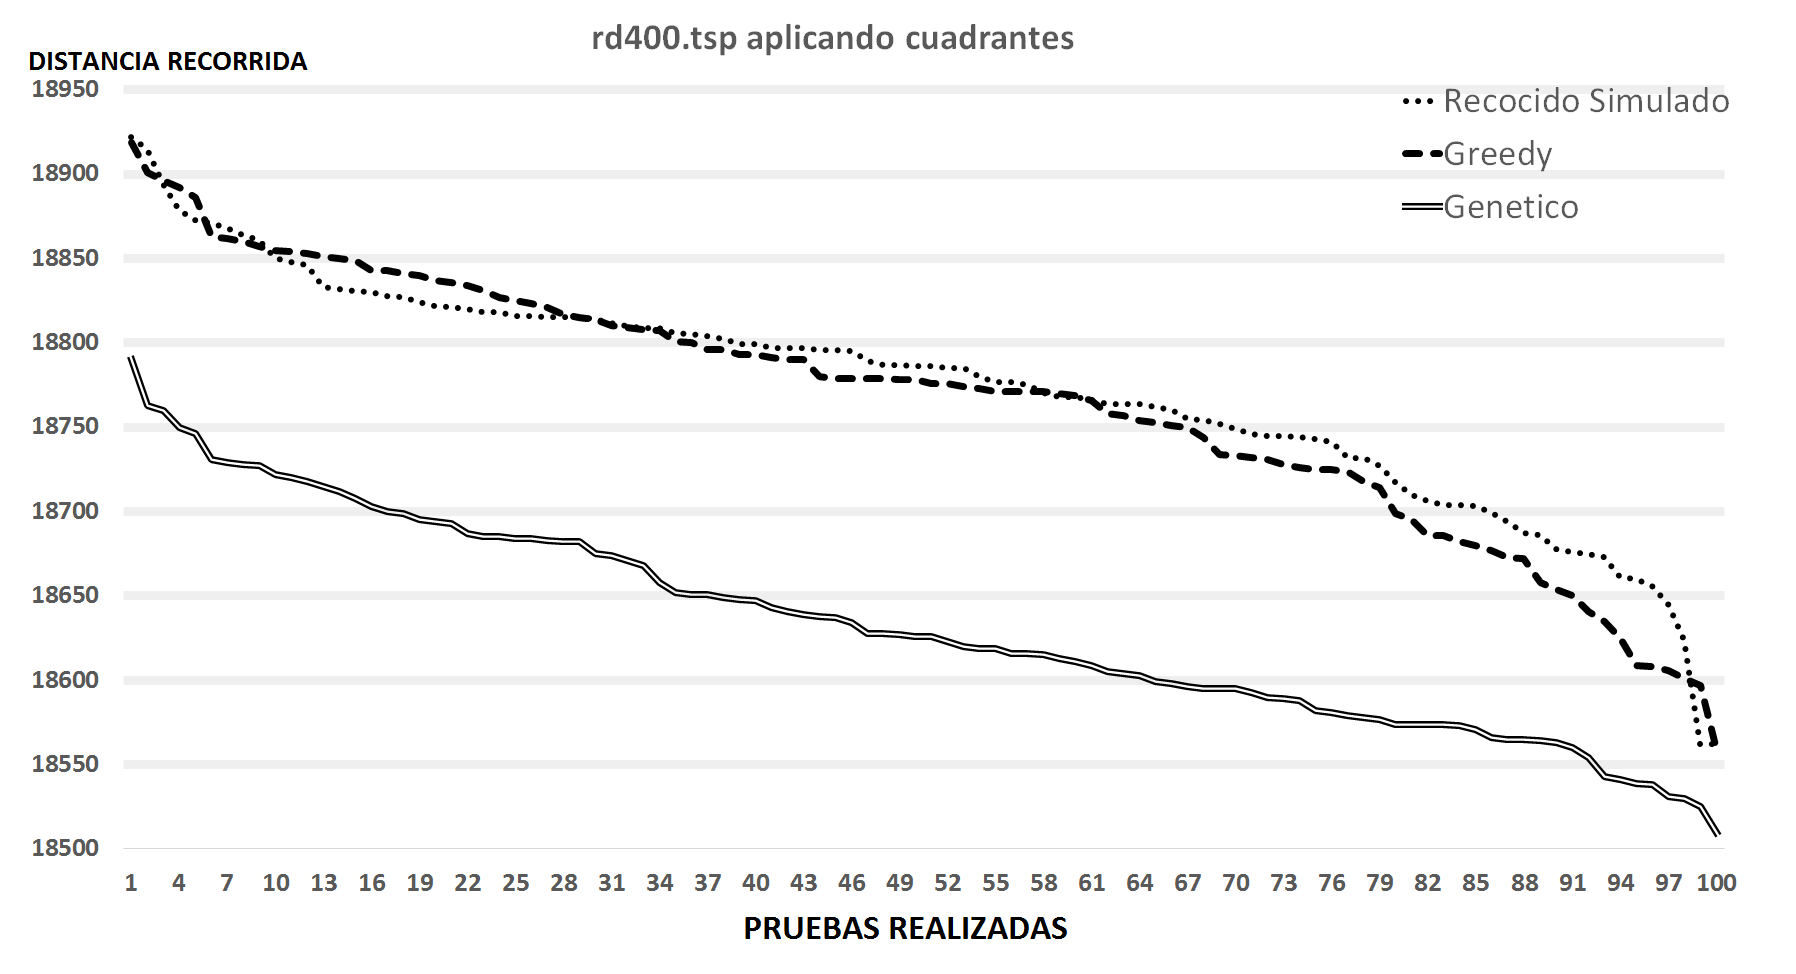 rd400.tsp aplicando cuadrantes
DISTANCIA RECORRIDA
18950
18900
18850
18800
18750
18700
18650
18600
18550
18500
Recocido Simulado
Greedy
Genetico
1 4 7 10 13 16 19 22 25 28 31 34 37 40 43 46 49 52 55 58 61 64 67 70 73 76 79 82 85 88 91 94 97 100
PRUEBAS REALIZADAS